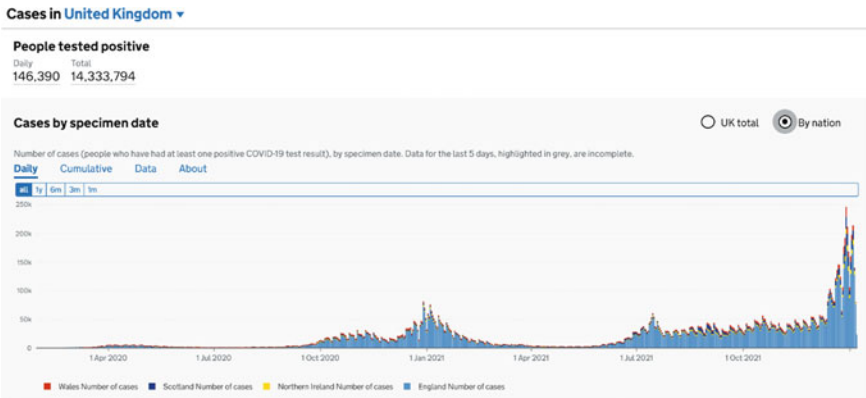 Cases in United Kingdom
People tested positive
Daily Total
146,390 14,333,794
Cases by specimen date
UK total By nation
Number of cases (people who have had at least one positive COVID-19 test result), by specimen date. Data for the last 5 days, highlighted in grey, are incomplete.
Daily Cumulative Data About
all 1y 6m 3m 1m
250k
200k
150k
100k
50k
0
1 Apr 2020 1 Jul 2020 1 Oct 2020 1 Jan 2021 1 Apr 2021 1 Jul 2021 1 Oct 2021
Wales Number of cases Scotland Number of cases Northern Ireland Number of cases England Number of cases